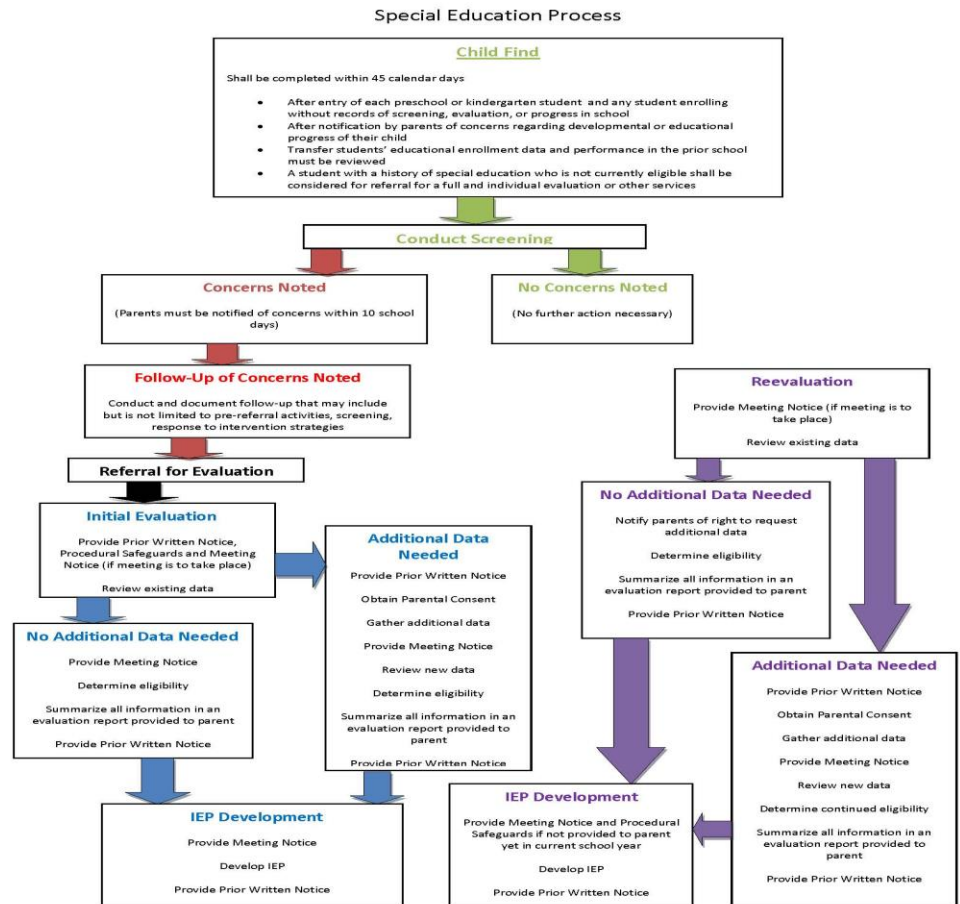 Special Education Process
Child Find
Shall be completed within 45 calendar days
• After entry of each preschool or kindergarten student and any student enrolling
without records of screening, evaluation, or progress in school
• After notification by parents of concerns regarding developmental or educational
progress of their child
• Transfer students' educational enrollment data and performance in the prior school
must be reviewed
• A student with a history of special education who is not currently eligible shall be
considered for referral for a full and individual evaluation or other services
Conduct Screening
Concerns Noted
(Parents must be notified of concerns within 10 school
days)
No Concerns Noted
(No further action necessary)
Follow-Up of Concerns Noted
Conduct and document follow-up that may include
but is not limited to pre-referral activities, screening,
response to intervention strategies
Referral for Evaluation
Initial Evaluation
Provide Prior Written Notice,
Procedural Safeguards and Meeting
Notice (if meeting is to take place)
Review existing data
No Additional Data Needed
Provide Meeting Notice
Determine eligibility
Summarize all information in an
evaluation report provided to parent
Provide Prior Written Notice
Additional Data
Needed
Provide Prior Written Notice
Obtain Parental Consent
Gather additional data
Provide Meeting Notice
Review new data
Determine eligibility
Summarize all information in an
evaluation report provided to
parent
Provide Prior Written Notice
IEP Development
Provide Meeting Notice
Develop IEP
Provide Prior Written Notice
Reevaluation
Provide Meeting Notice (if meeting is to
take place)
Review existing data
No Additional Data Needed
Notify parents of right to request
additional data
Determine eligibility
Summarize all information in an
evaluation report provided to parent
Provide Prior Written Notice
Additional Data Needed
Provide Prior Written Notice
Obtain Parental Consent
Gather additional data
Provide Meeting Notice
Review new data
Determine continued eligibility
Summarize all information in an
evaluation report provided to
parent
Provide Prior Written Notice
IEP Development
Provide Meeting Notice and Procedural
Safeguards if not provided to parent
yet in current school year
Develop IEP
Provide Prior Written Notice